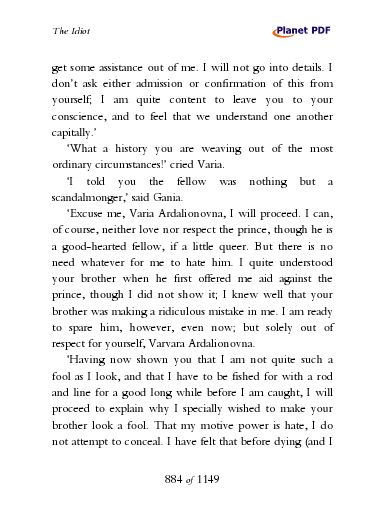 The Idiot
Planet PDF
get some assistance out of me. I will not go into details. I
don’t ask either admission or confirmation of this from
yourself; I am quite content to leave you to your
conscience, and to feel that we understand one another
capitally.’
‘What a history you are weaving out of the most
ordinary circumstances!’ cried Varia.
‘I told you the fellow was nothing but a
scandalmonger,’ said Gania.
‘Excuse me, Varia Ardalionovna, I will proceed. I can,
of course, neither love nor respect the prince, though he is
a good-hearted fellow, if a little queer. But there is no
need whatever for me to hate him. I quite understood
your brother when he first offered me aid against the
prince, though I did not show it; I knew well that your
brother was making a ridiculous mistake in me. I am ready
to spare him, however, even now; but solely out of
respect for yourself, Varvara Ardalionovna.
‘Having now shown you that I am not quite such a
fool as I look, and that I have to be fished for with a rod
and line for a good long while before I am caught, I will
proceed to explain why I specially wished to make your
brother look a fool. That my motive power is hate, I do
not attempt to conceal. I have felt that before dying (and I
884 of 1149